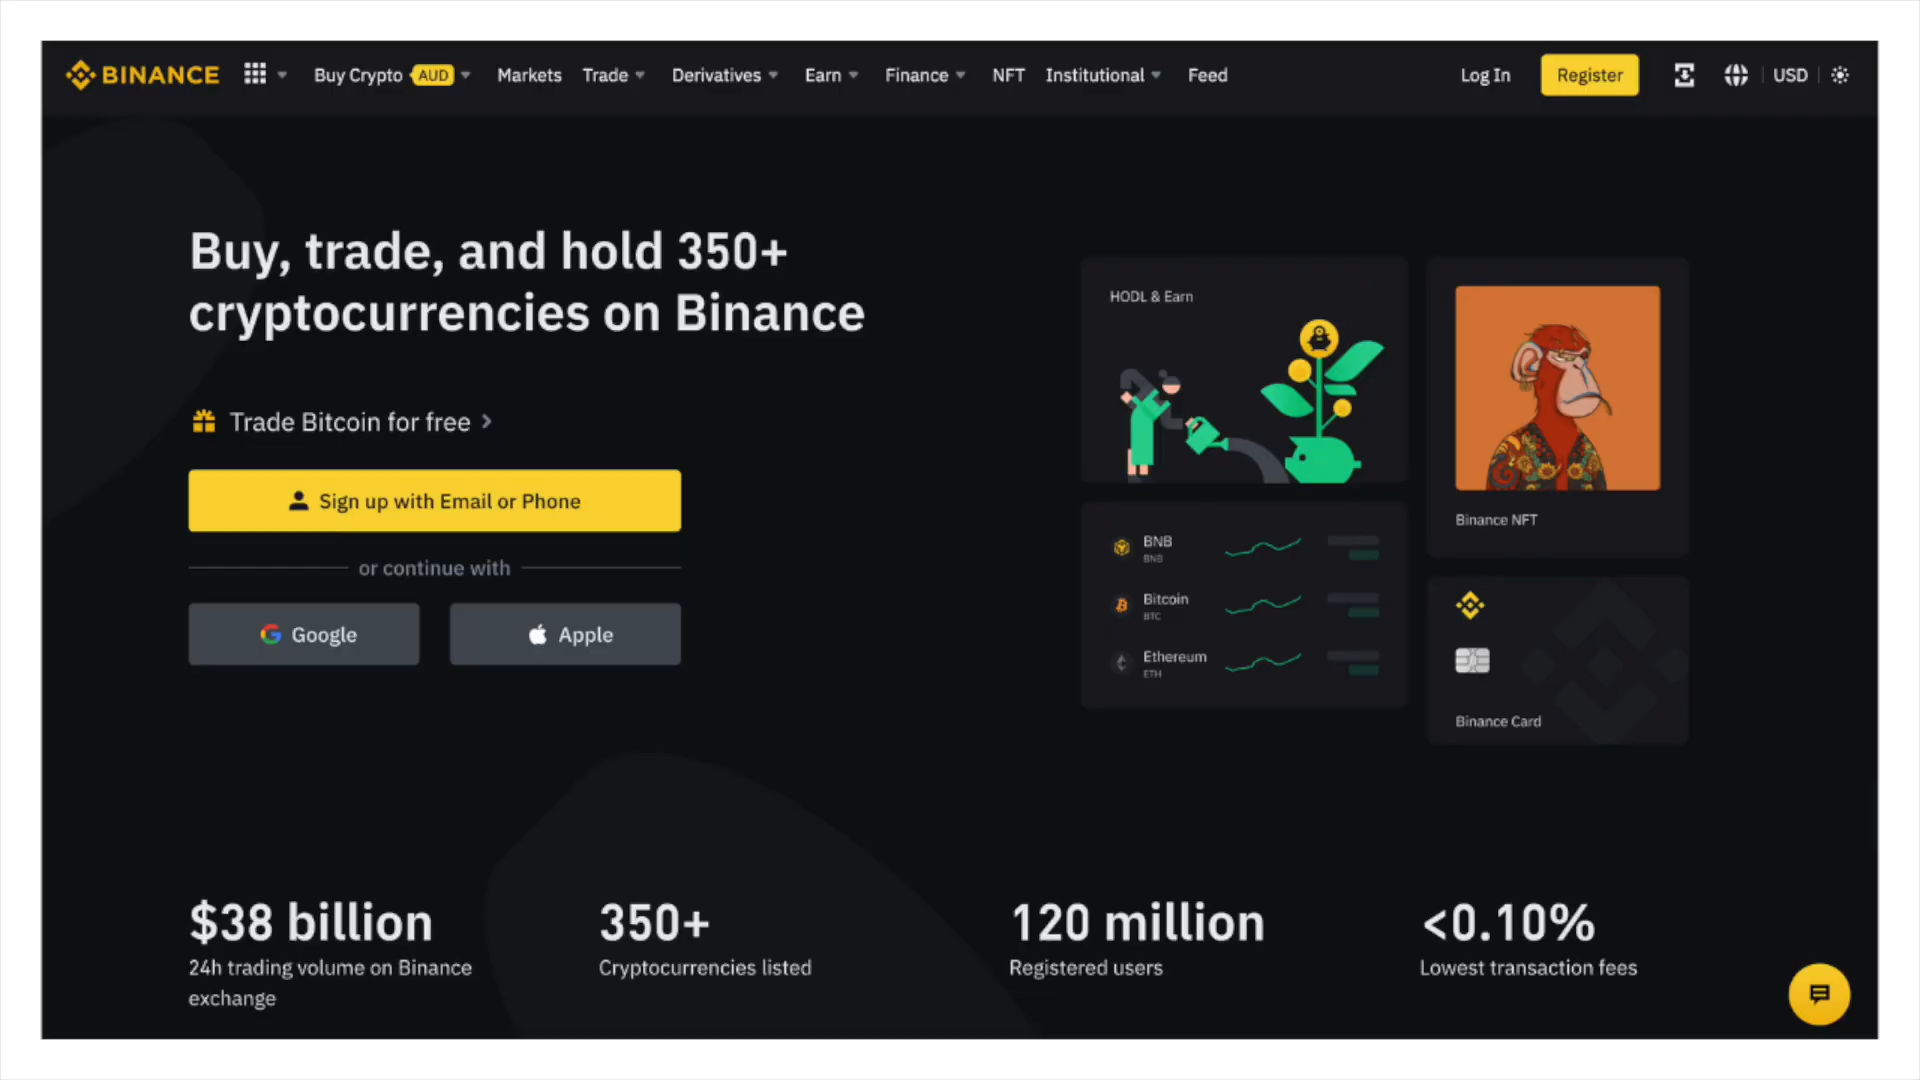 BINANCE
Buy Crypto AUD
Markets
Trade
Derivatives
Earn
Finance
NFT
Institutional
Feed
Log In
Register
USD
Buy, trade, and hold 350+
cryptocurrencies on Binance
Trade Bitcoin for free
Sign up with Email or Phone
or continue with
Google
Apple
HODL & Earn
BNB
BNB
Bitcoin
BTC
Ethereum
ETH
Binance NFT
Binance Card
$38 billion
24h trading volume on Binance
exchange
350+
Cryptocurrencies listed
120 million
Registered users
<0.10%
Lowest transaction fees